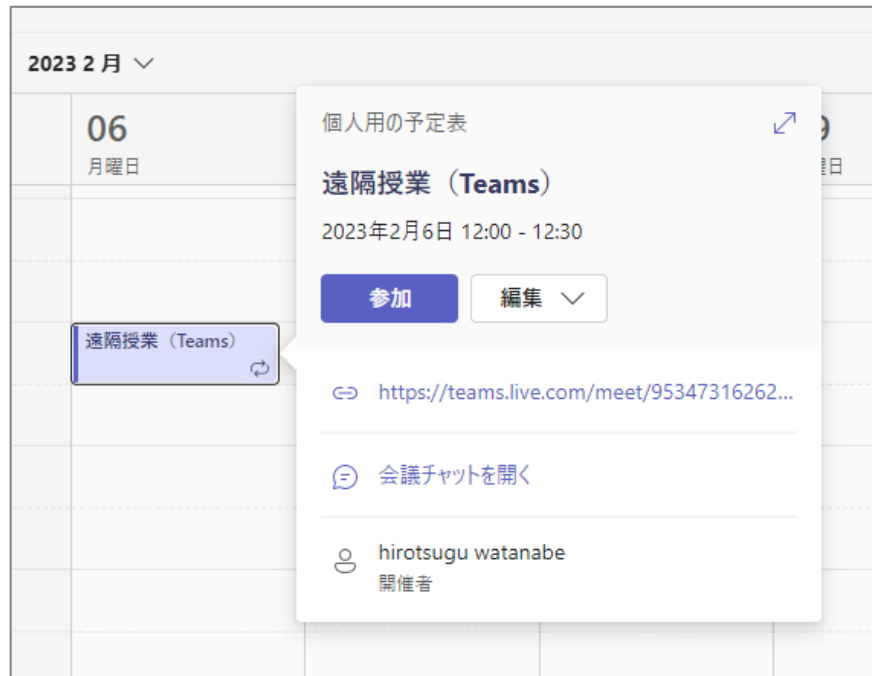 2023 2 月
06
月曜日
個人用の予定表
遠隔授業（Teams）
2023年2月6日 12:00 - 12:30
参加
編集
遠隔授業（Teams）
https://teams.live.com/meet/95347316262...
会議チャットを開く
hirotsugu watanabe
開催者